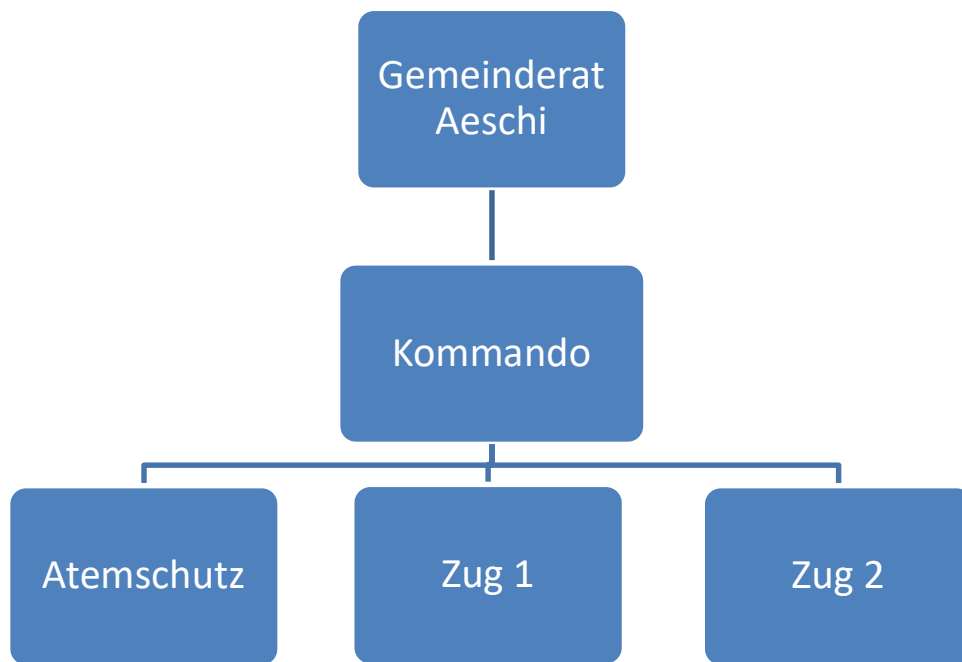 Gemeinderat
Aeschi
Kommando
Atemschutz
Zug 1
Zug 2